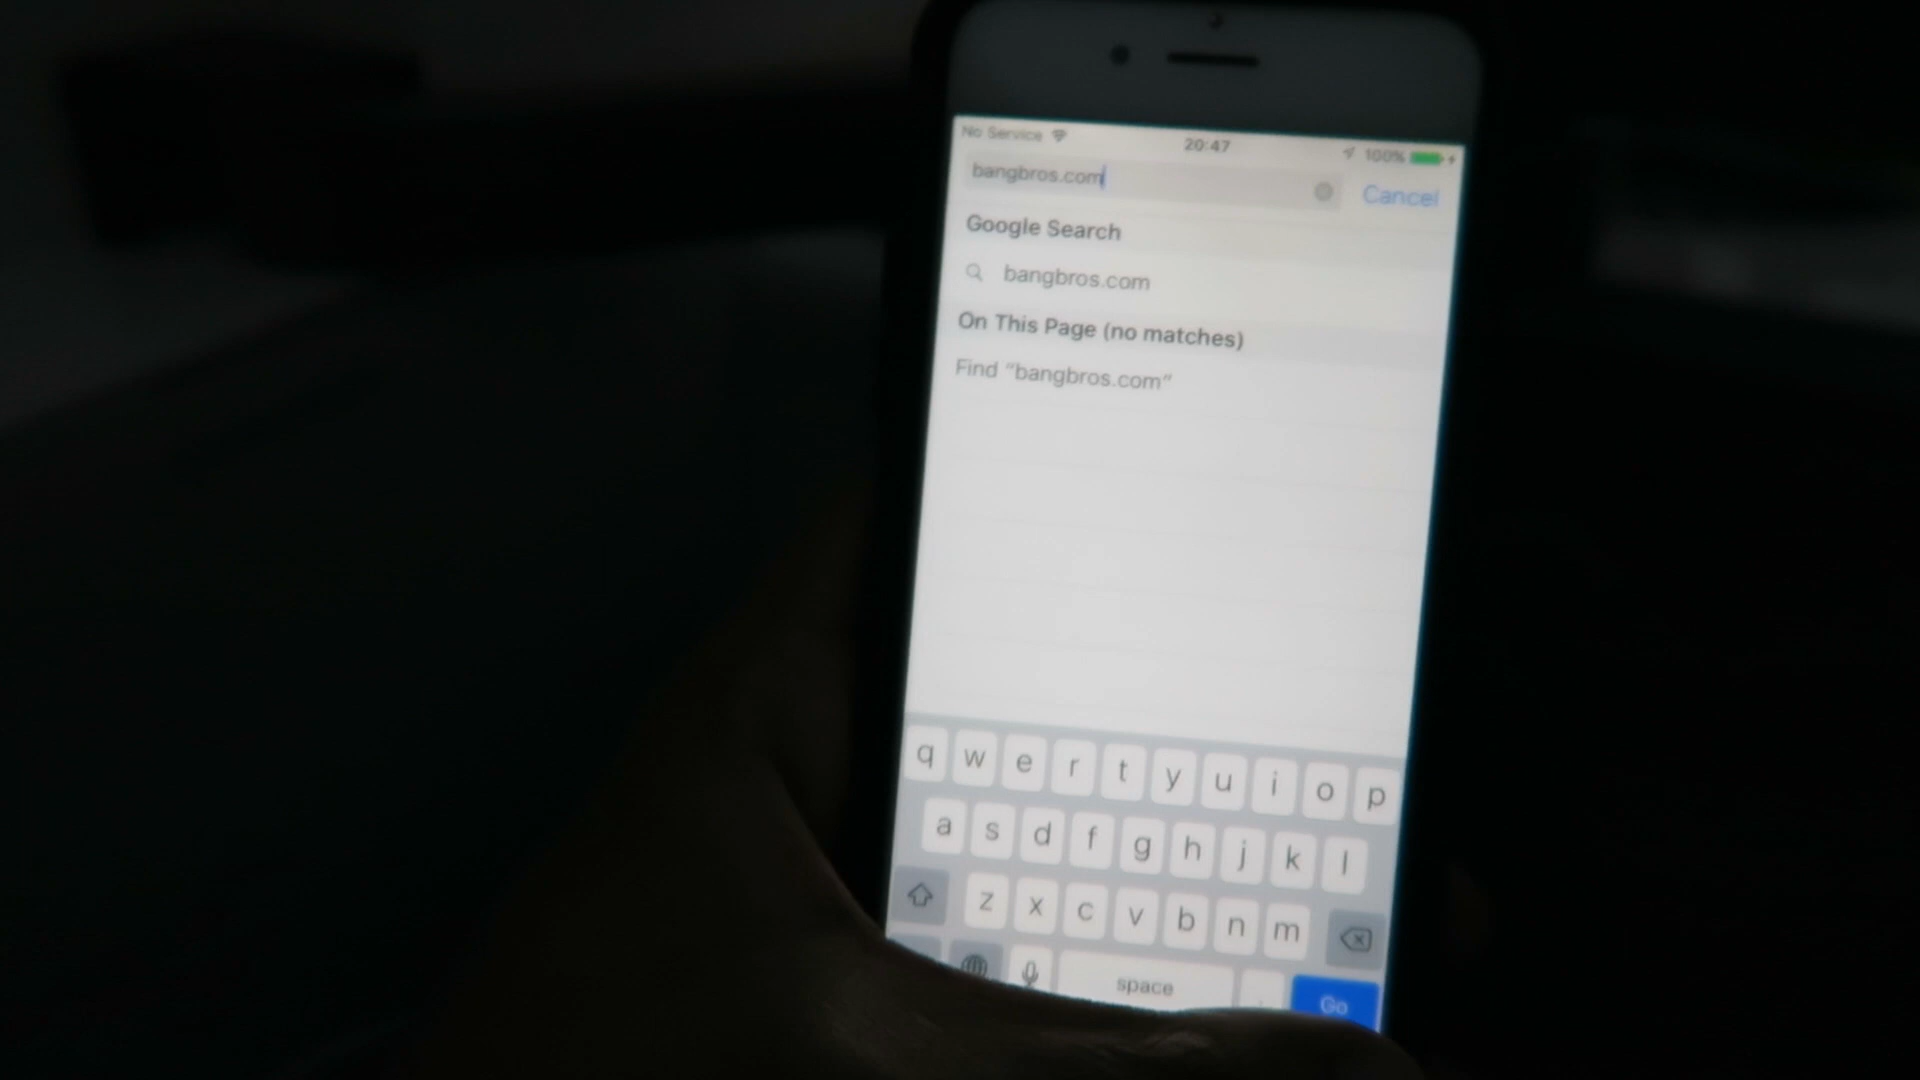 No Service 20:47 100%
bangbros.com Cancel
Google Search
bangbros.com
On This Page (no matches)
Find “bangbros.com”
q w e r t y u i o p
a s d f g h j k l
z x c v b n m
space . Go